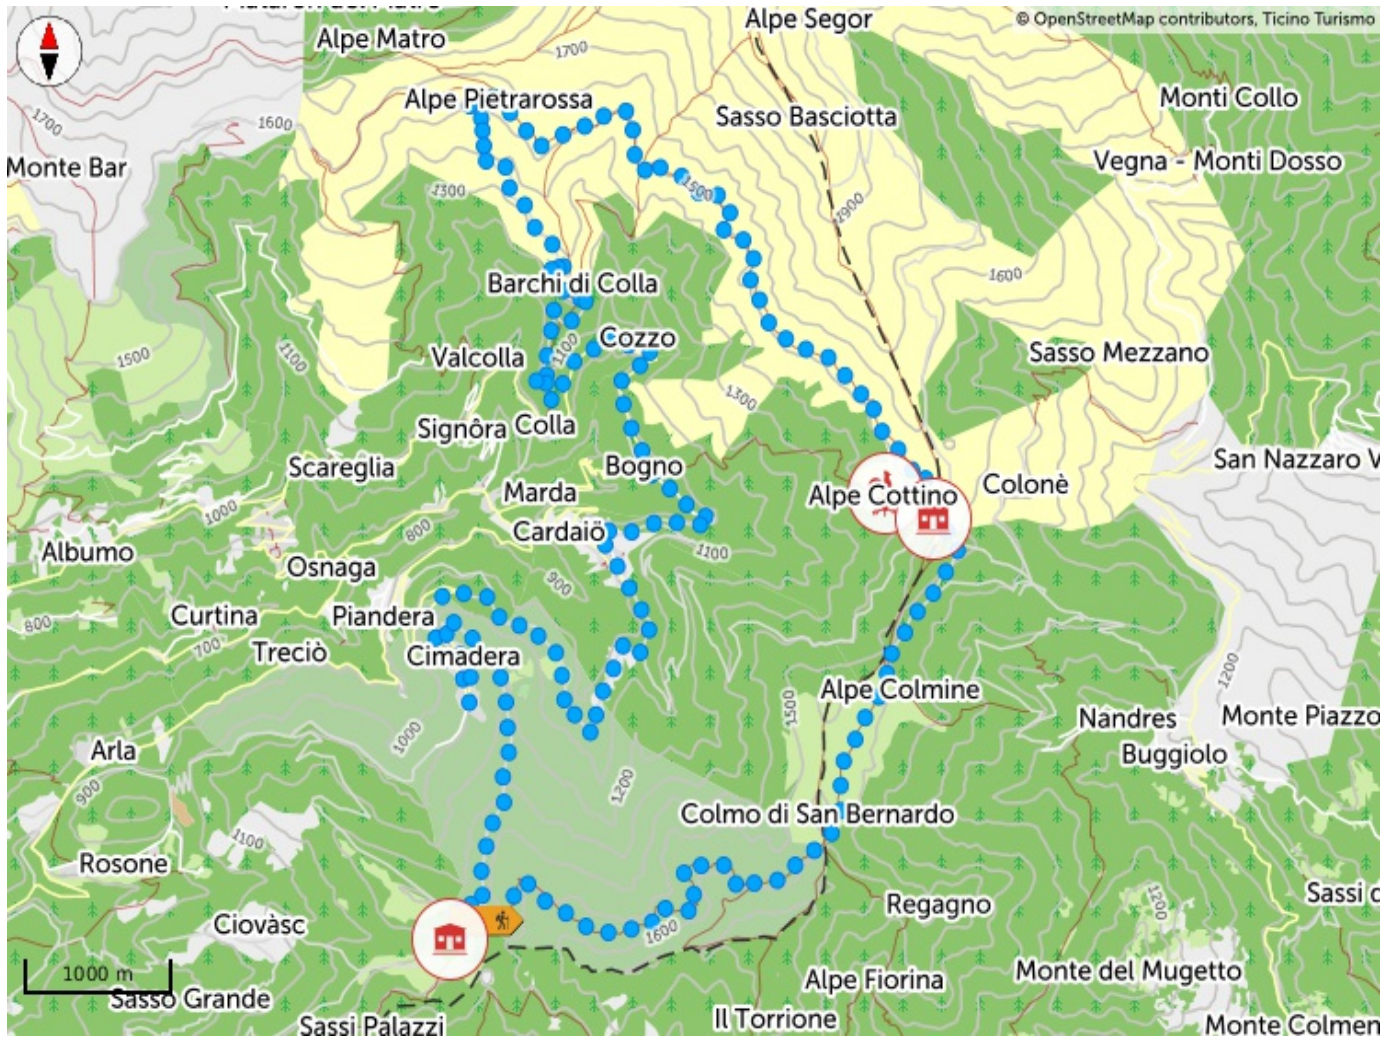 Alpe Segor
© OpenStreetMap contributors, Ticino Turismo
Alpe Matro
1700
Alpe Pietrarossa
Monti Collo
1700
1600
Sasso Basciotta
Monte Bar
Vegna - Monti Dosso
1300
1500
1900
1600
Barchi di Colla
Cozzo
1500
1100
Valcolla
1100
Sasso Mezzano
1300
Signôra
Colla
Scareglia
Bogno
San Nazzaro V
Marda
Alpe Cottino
Colonè
1000
800
Cardaiö
Albumo
1100
Osnaga
900
Curtina
Piandera
800
700
Treciò
Cimadera
1200
Alpe Colmine
1500
Nandres
Monte Piazzo
1000
Arla
Buggiolo
900
1200
Colmo di San Bernardo
1100
Rosone
Sassi d
1200
Regagno
Ciovàsc
1600
1000 m
Alpe Fiorina
Monte del Mugetto
Sasso Grande
Sassi Palazzi
Il Torrione
Monte Colmen